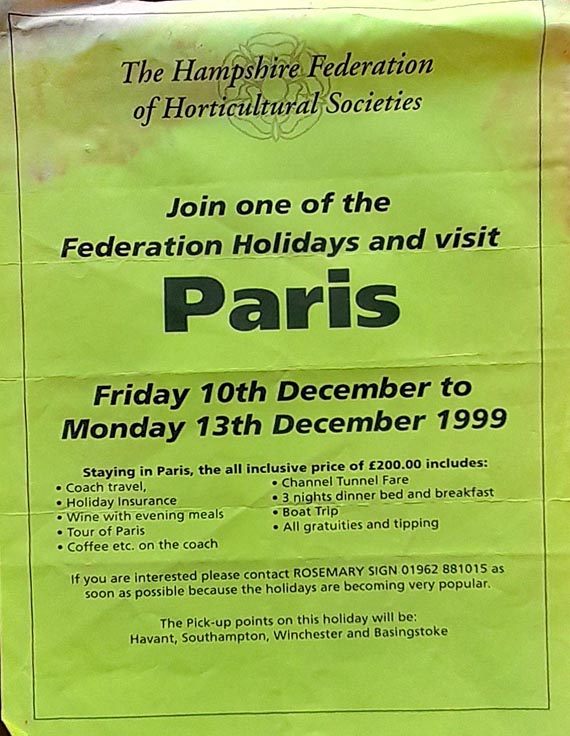 The Hampshire Federation
of Horticultural Societies
Join one of the
Federation Holidays and visit
Paris
Friday 10th December to
Monday 13th December 1999
Staying in Paris, the all inclusive price of £200.00 includes:
• Coach travel,
• Holiday Insurance
• Wine with evening meals
• Tour of Paris
• Coffee etc. on the coach
• Channel Tunnel Fare
• 3 nights dinner bed and breakfast
• Boat Trip
• All gratuities and tipping
If you are interested please contact ROSEMARY SIGN 01962 881015 as
soon as possible because the holidays are becoming very popular.
The Pick-up points on this holiday will be:
Havant, Southampton, Winchester and Basingstoke